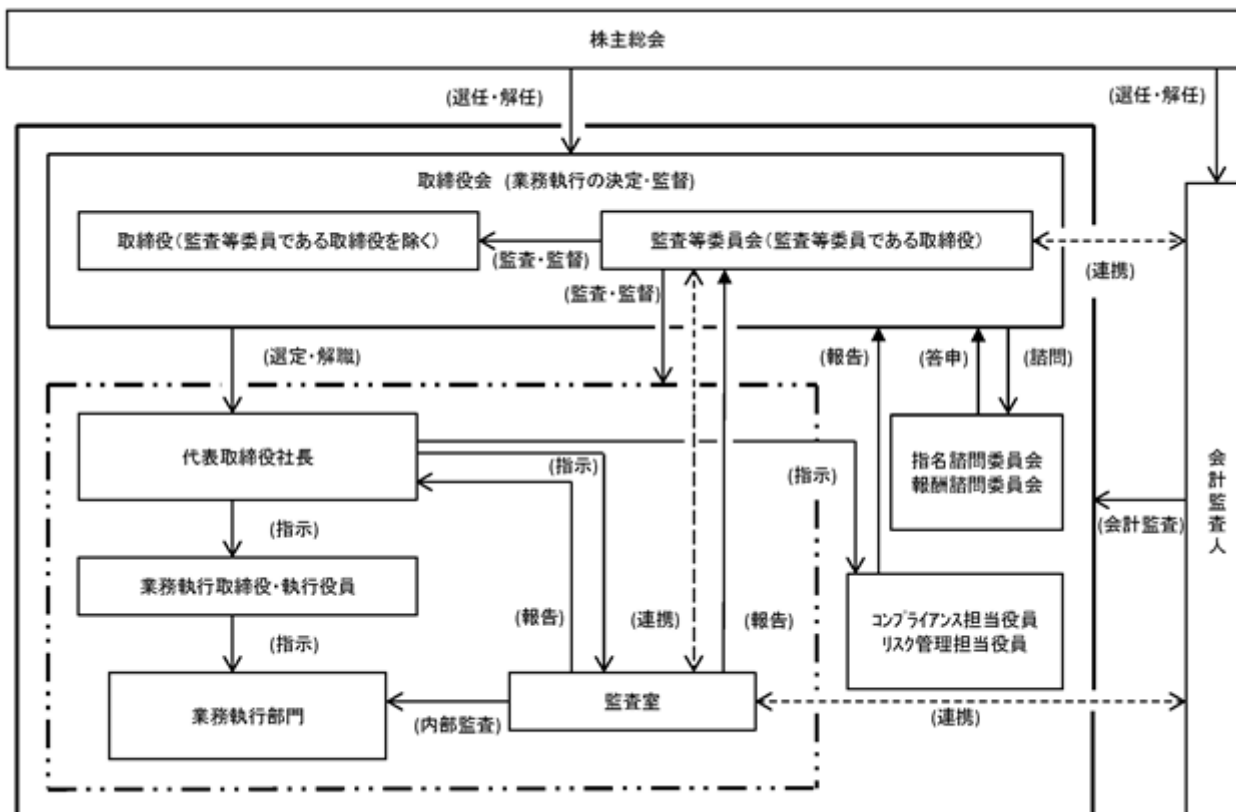 株主総会
(選任・解任)
(選任・解任)
取締役会 (業務執行の決定・監督)
取締役(監査等委員である取締役を除く)
監査等委員会(監査等委員である取締役)
(監査・監督)
(監査・監督)
(連携)
(選定・解職)
(報告)
(答申)
(諮問)
代表取締役社長
(指示)
(指示)
指名諮問委員会
報酬諮問委員会
会計監査人
(会計監査)
(指示)
業務執行取締役・執行役員
(報告)
(連携)
(報告)
コンプライアンス担当役員
リスク管理担当役員
(指示)
業務執行部門
(内部監査)
監査室
(連携)